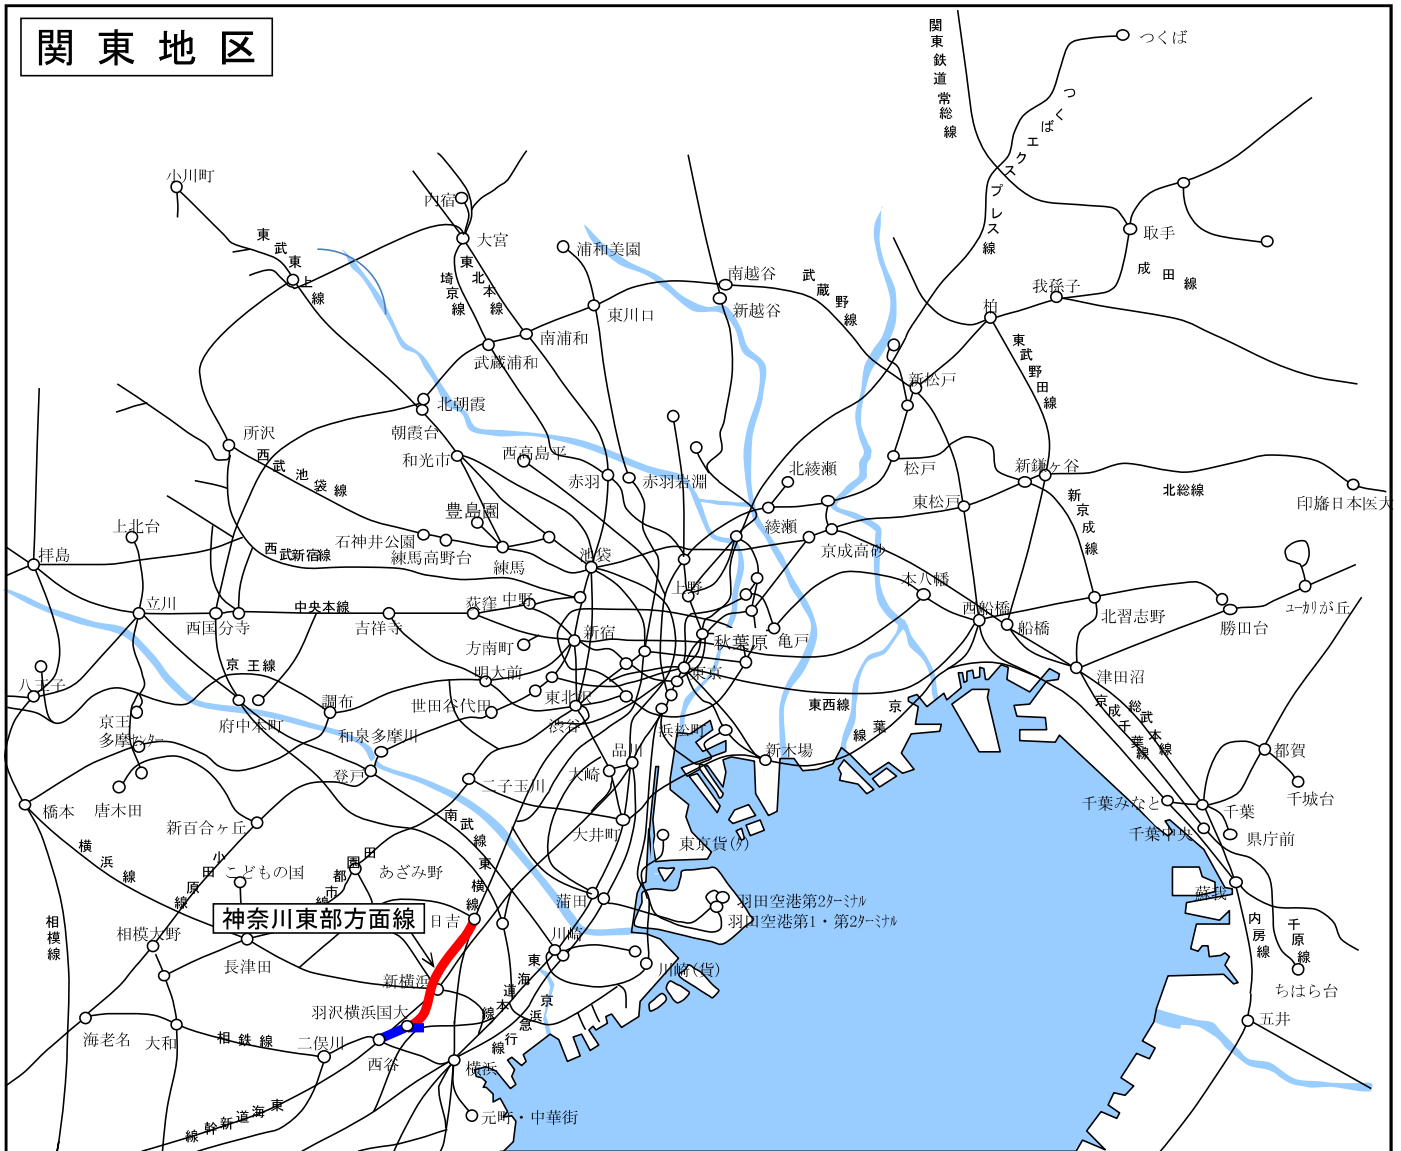 関東地区
関東鉄道常総線
つくば
つくばエクスプレス線
小川町
東武東上線
内宿
大宮
東北本線
埼京線
浦和美園
南越谷
新越谷
武蔵野線
取手
成田線
我孫子
柏
東川口
南浦和
武蔵浦和
東武野田線
新松戸
北朝霞
朝霞台
所沢
和光市
西高島平
赤羽
赤羽岩淵
北綾瀬
松戸
新鎌ヶ谷
北総線
印旛日本医大
西武池袋線
豊島園
東松戸
新京成線
綾瀬
上北台
石神井公園
練馬高野台
京成高砂
拝島
西武新宿線
練馬
池袋
上野
本八幡
ユーカリが丘
立川
西国分寺
中央本線
吉祥寺
荻窪
中野
西船橋
船橋
北習志野
勝田台
方南町
新宿
秋葉原
亀戸
京王線
明大前
東京
津田沼
八王子
府中本町
調布
世田谷代田
東北沢
渋谷
東西線
京葉線
京成千葉線
総武本線
京王
多摩センター
和泉多摩川
品川
浜松町
新木場
都賀
登戸
二子玉川
大崎
橋本
唐木田
新百合ヶ丘
南武線
大井町
東京貨(タ)
千葉みなと
千葉
千城台
千葉中央
県庁前
横浜線
小田原線
こどもの国
田園都市線
あざみ野
東横線
蒲田
羽田空港第2ターミナル
羽田空港第1・第2ターミナル
蘇我
相模線
神奈川東部方面線
日吉
相模大野
長津田
川崎
内房線
千原線
新横浜
川崎(貨)
ちはら台
羽沢横浜国大
東海道本線
京浜急行線
五井
海老名
大和
相鉄線
二俣川
西谷
横浜
東海道新幹線
元町・中華街